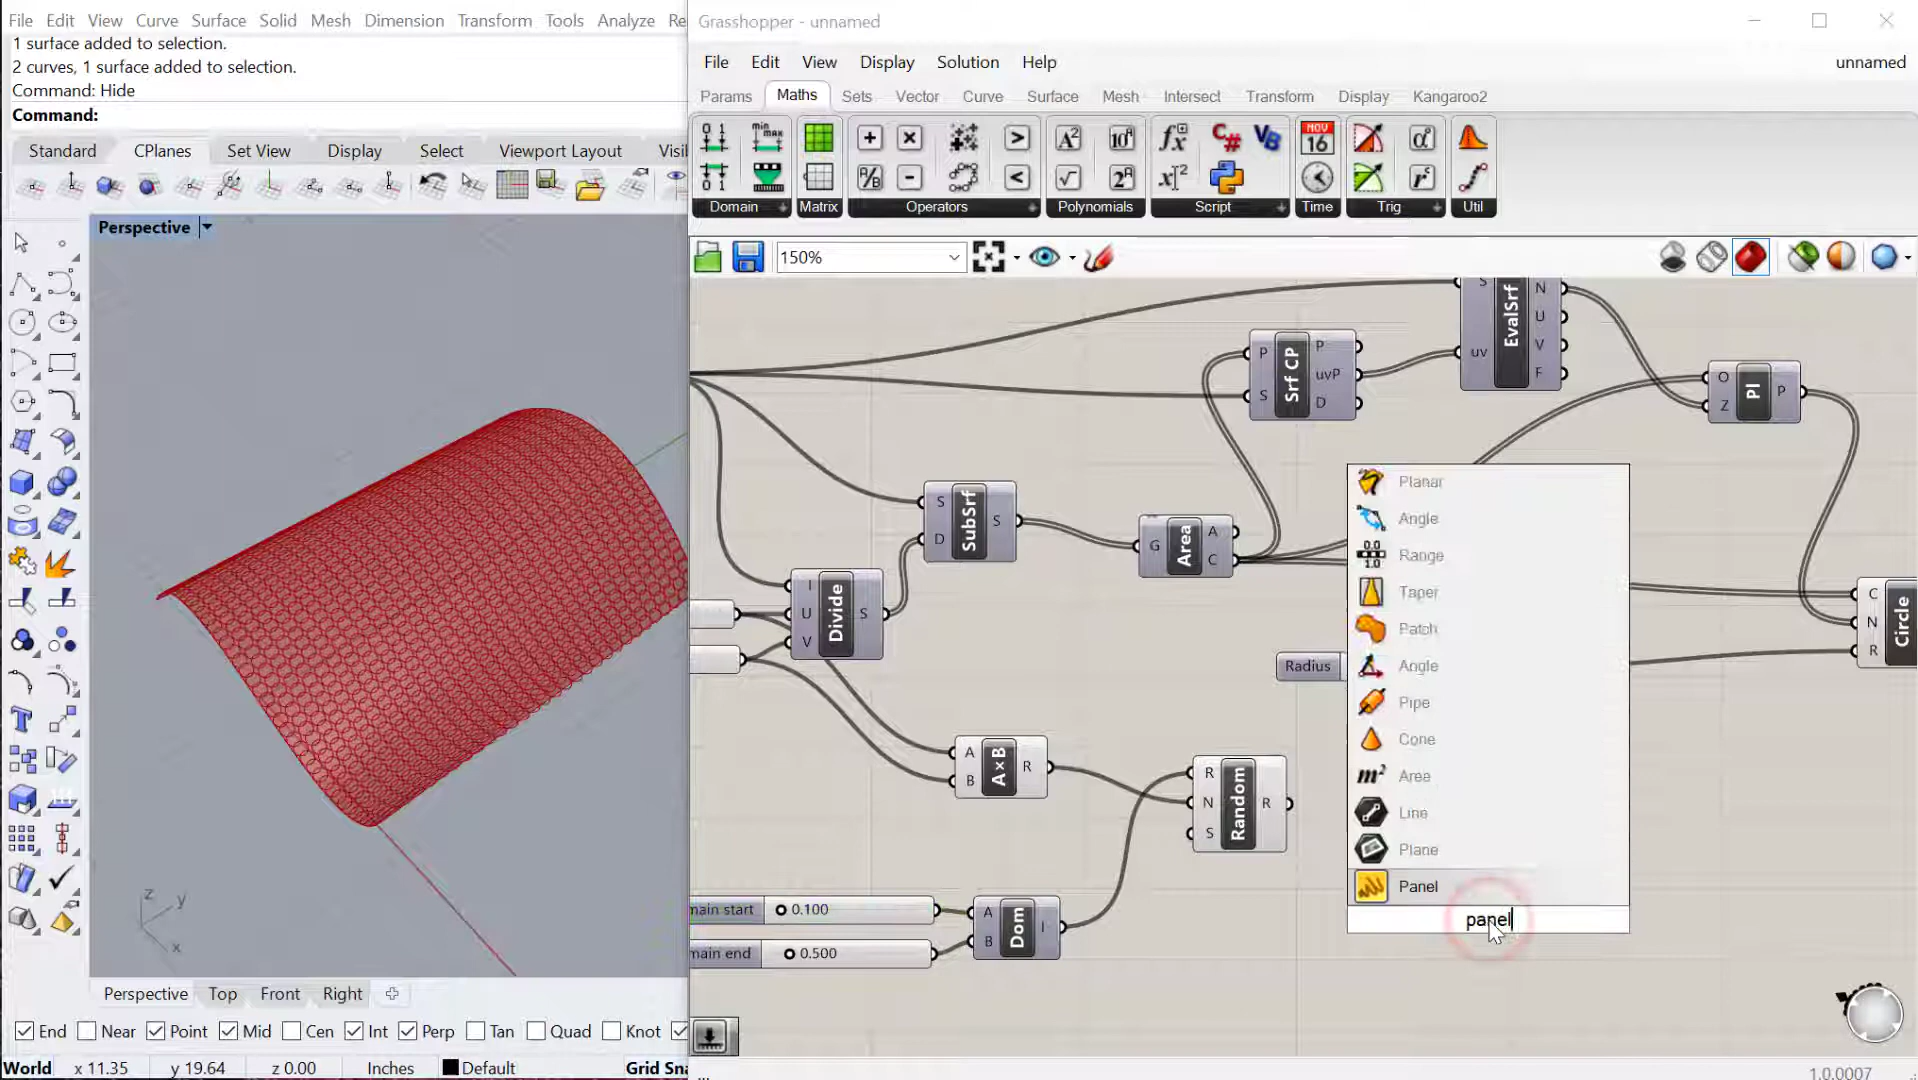 File Edit View Curve Surface Solid Mesh Dimension Transform Tools Analyze Re
1 surface added to selection.
2 curves, 1 surface added to selection.
Command: Hide
Command:
Standard CPlanes Set View Display Select Viewport Layout Visi
Perspective
z
y
x
Perspective Top Front Right
End Near Point Mid Cen Int Perp Tan Quad Knot
World x 11.35 y 19.64 z 0.00 Inches Default Grid Sna
Grasshopper - unnamed
File Edit View Display Solution Help unnamed
Params Maths Sets Vector Curve Surface Mesh Intersect Transform Display Kangaroo2
Domain Matrix Operators Polynomials Script Time Trig Util
150%
S EvalSrf N U V F uv
P S Srf CP P uvP D
O Z Pl P
S D SubSrf S
G Area A C
I U V Divide S
C N R Circle
Radius
A B A×B R
R N S Random R
main start 0.100
main end 0.500
A B Dom I
Planar
Angle
Range
Taper
Patch
Angle
Pipe
Cone
Area
Line
Plane
Panel
panel
1.0.0007